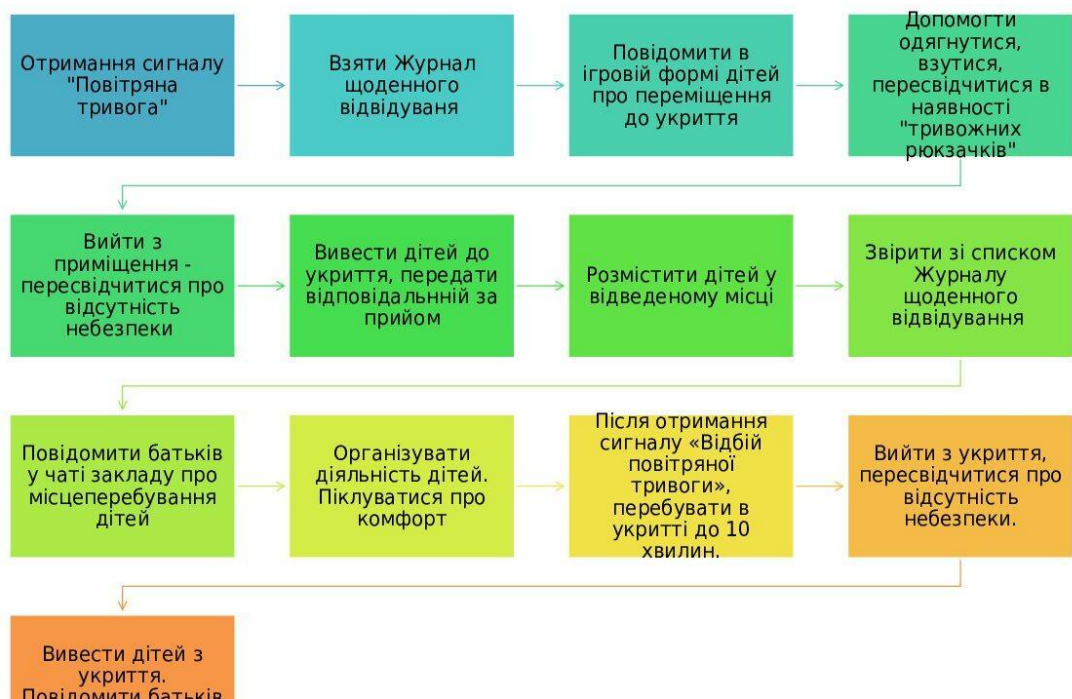 Отримання сигналу
"Повітряна
тривога"
Взяти Журнал
щоденного
відвідуваня
Повідомити в
ігровій формі дітей
про переміщення
до укриття
Допомогти
одягнутися,
взутися,
пересвідчитися в
наявності
"тривожних
рюкзачків"
Вийти з
приміщення -
пересвідчитися про
відсутність
небезпеки
Вивести дітей до
укриття, передати
відповідальнній за
прийом
Розмістити дітей у
відведеному місці
Звірити зі списком
Журналу
щоденного
відвідування
Повідомити батьків
у чаті закладу про
місцеперебування
дітей
Організувати
діяльність дітей.
Піклуватися про
комфорт
Після отримання
сигналу «Відбій
повітряної
тривоги»,
перебувати в
укритті до 10
хвилин.
Вийти з укриття,
пересвідчитися про
відсутність
небезпеки.
Вивести дітей з
укриття.
Повідомити батьків